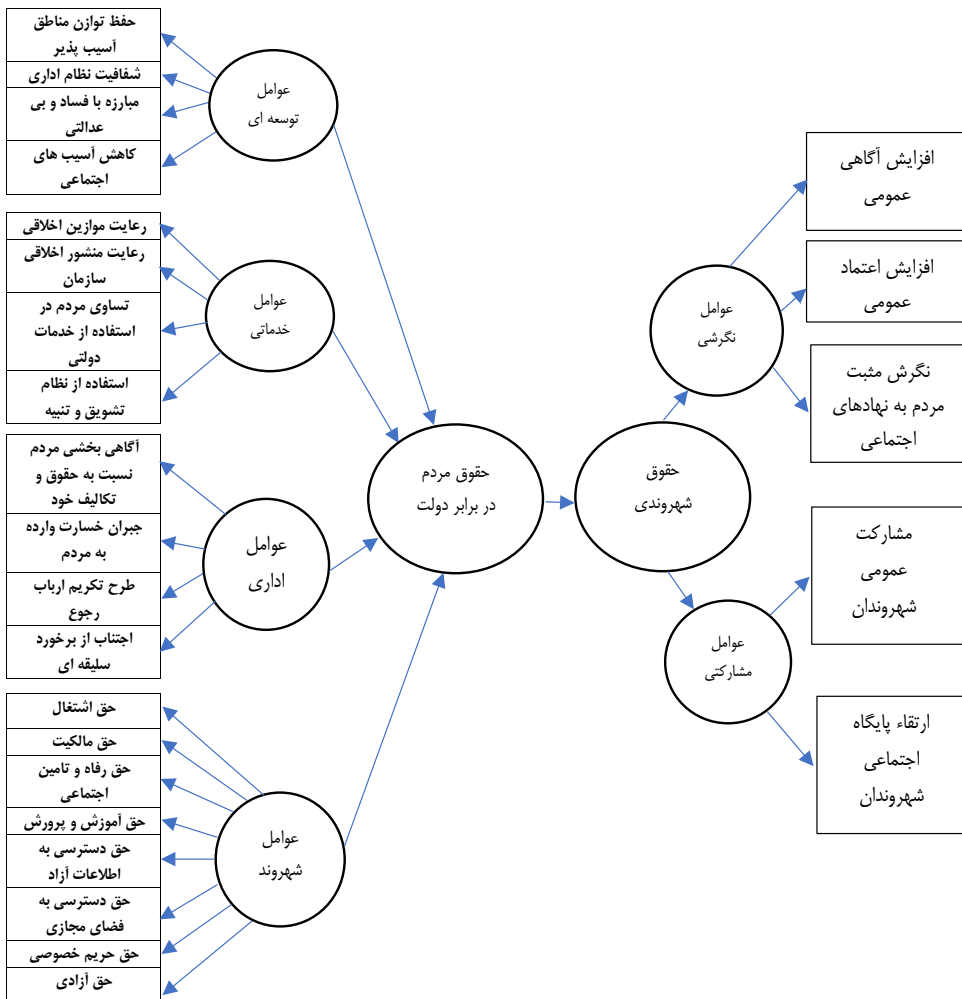 حفظ توازن مناطق
آسیب پذیر
شفافیت نظام اداری
مبارزه با فساد و بی
عدالتی
کاهش آسیب های
اجتماعی
عوامل
توسعه ای
رعایت موازین اخلاقی
رعایت منشور اخلاقی
سازمان
تساوی مردم در
استفاده از خدمات
دولتی
استفاده از نظام
تشویق و تنبیه
عوامل
خدماتی
آگاهی بخشی مردم
نسبت به حقوق و
تکالیف خود
جبران خسارت وارده
به مردم
طرح تکریم ارباب
رجوع
اجتناب از برخورد
سلیقه ای
عوامل
اداری
حق اشتغال
حق مالکیت
حق رفاه و تامین
اجتماعی
حق آموزش و پرورش
حق دسترسی به
اطلاعات آزاد
حق دسترسی به
فضای مجازی
حق حریم خصوصی
حق آزادی
عوامل
شهروند
حقوق مردم
در برابر دولت
حقوق
شهروندی
عوامل
نگرشی
افزایش آگاهی
عمومی
افزایش اعتماد
عمومی
نگرش مثبت
مردم به نهادهای
اجتماعی
عوامل
مشارکتی
مشارکت
عمومی
شهروندان
ارتقاء پایگاه
اجتماعی
شهروندان